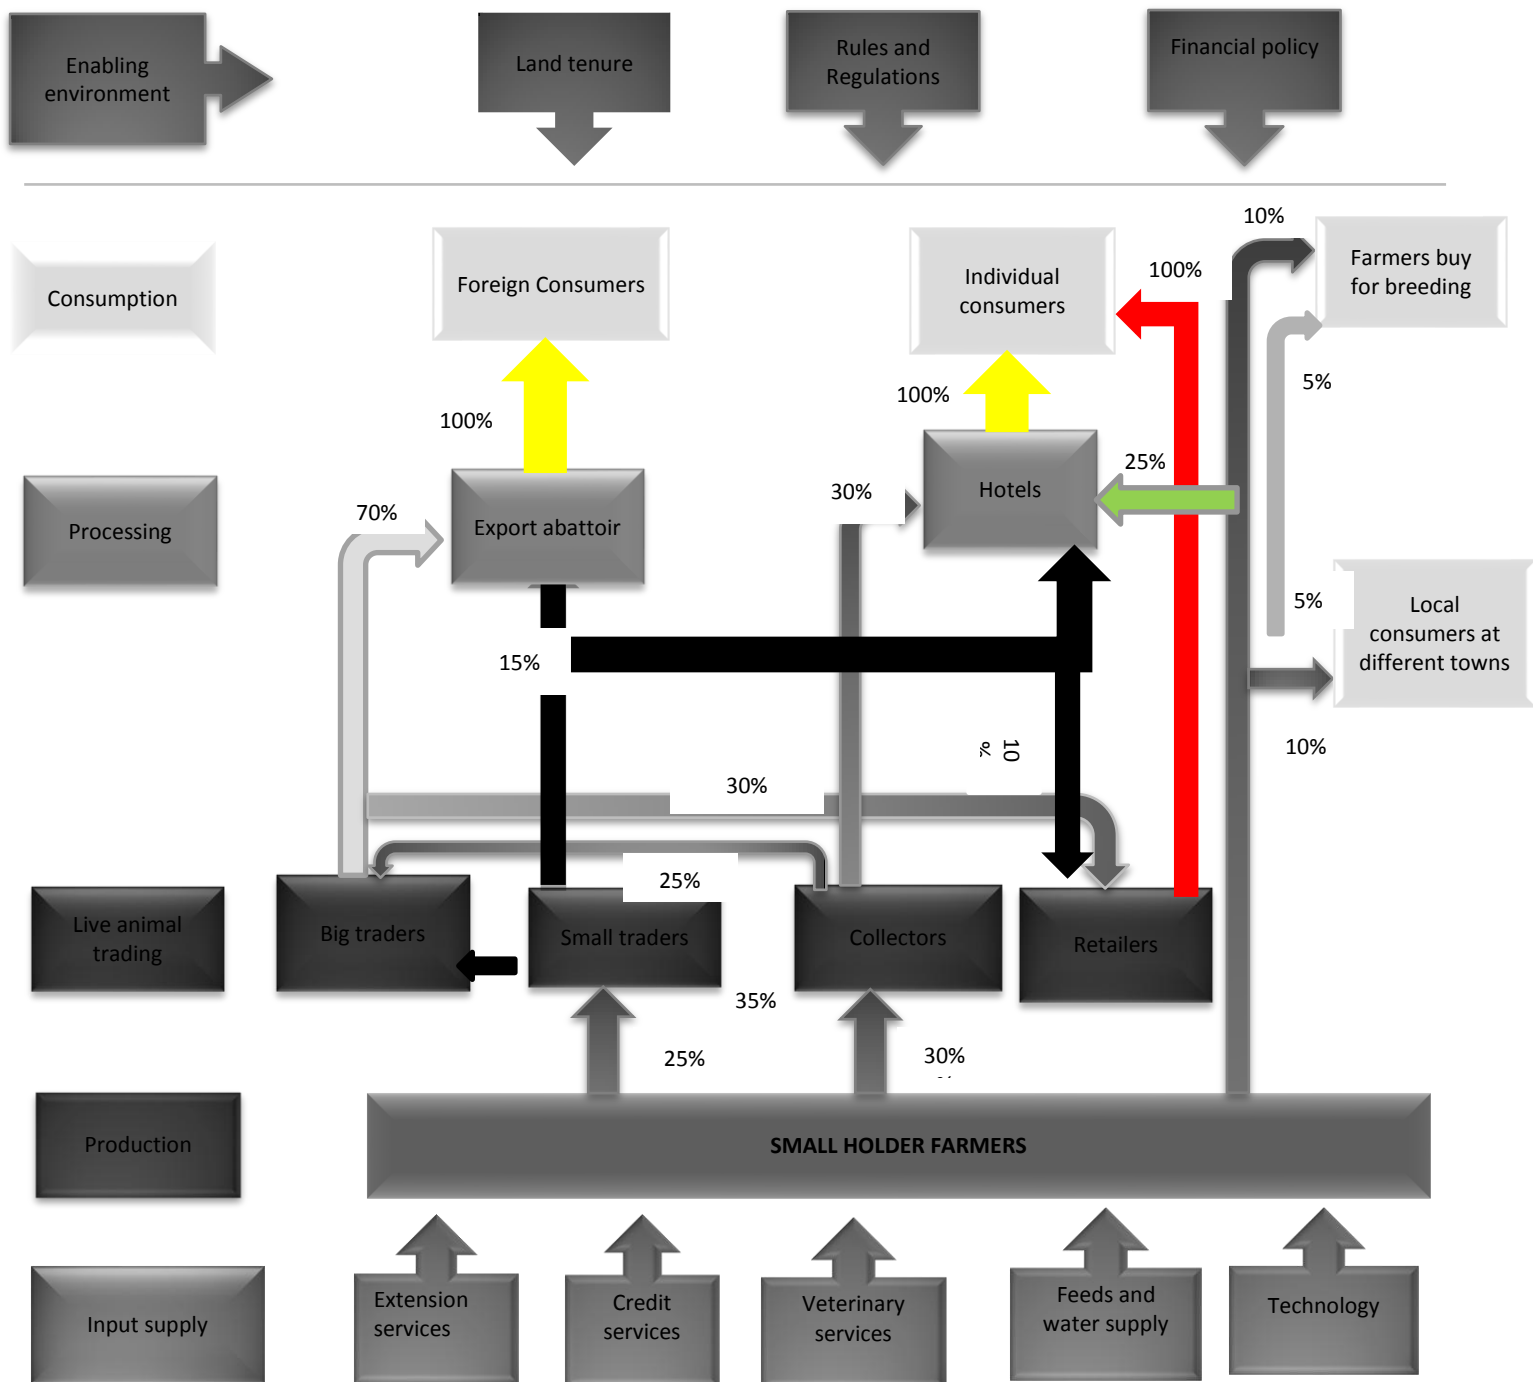 Enabling
environment
Land tenure
Rules and
Regulations
Financial policy
10%
Consumption
Foreign Consumers
Individual
consumers
100%
Farmers buy
for breeding
5%
100%
100%
25%
Processing
70%
Export abattoir
30%
Hotels
5%
Local
consumers at
different towns
15%
10
%
10%
30%
25%
Live animal
trading
Big traders
Small traders
Collectors
Retailers
35%
25%
30%
Production
SMALL HOLDER FARMERS
Input supply
Extension
services
Credit
services
Veterinary
services
Feeds and
water supply
Technology